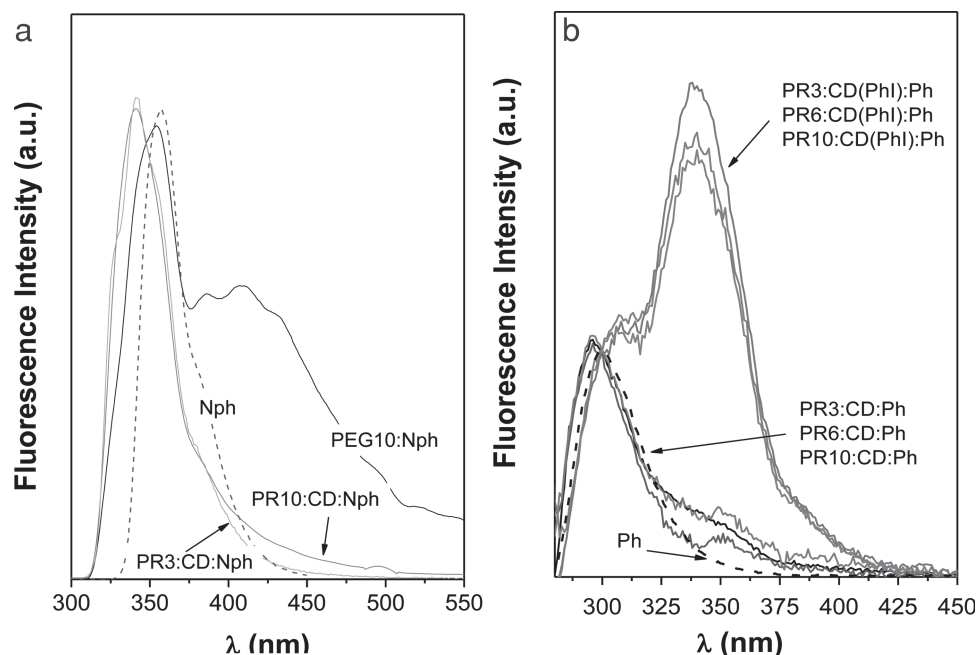 a
Fluorescence Intensity (a.u.)
Nph
PEG10:Nph
PR10:CD:Nph
PR3:CD:Nph
300 350 400 450 500 550
λ (nm)
b
Fluorescence Intensity (a.u.)
PR3:CD(PhI):Ph
PR6:CD(PhI):Ph
PR10:CD(PhI):Ph
PR3:CD:Ph
PR6:CD:Ph
PR10:CD:Ph
Ph
300 325 350 375 400 425 450
λ (nm)